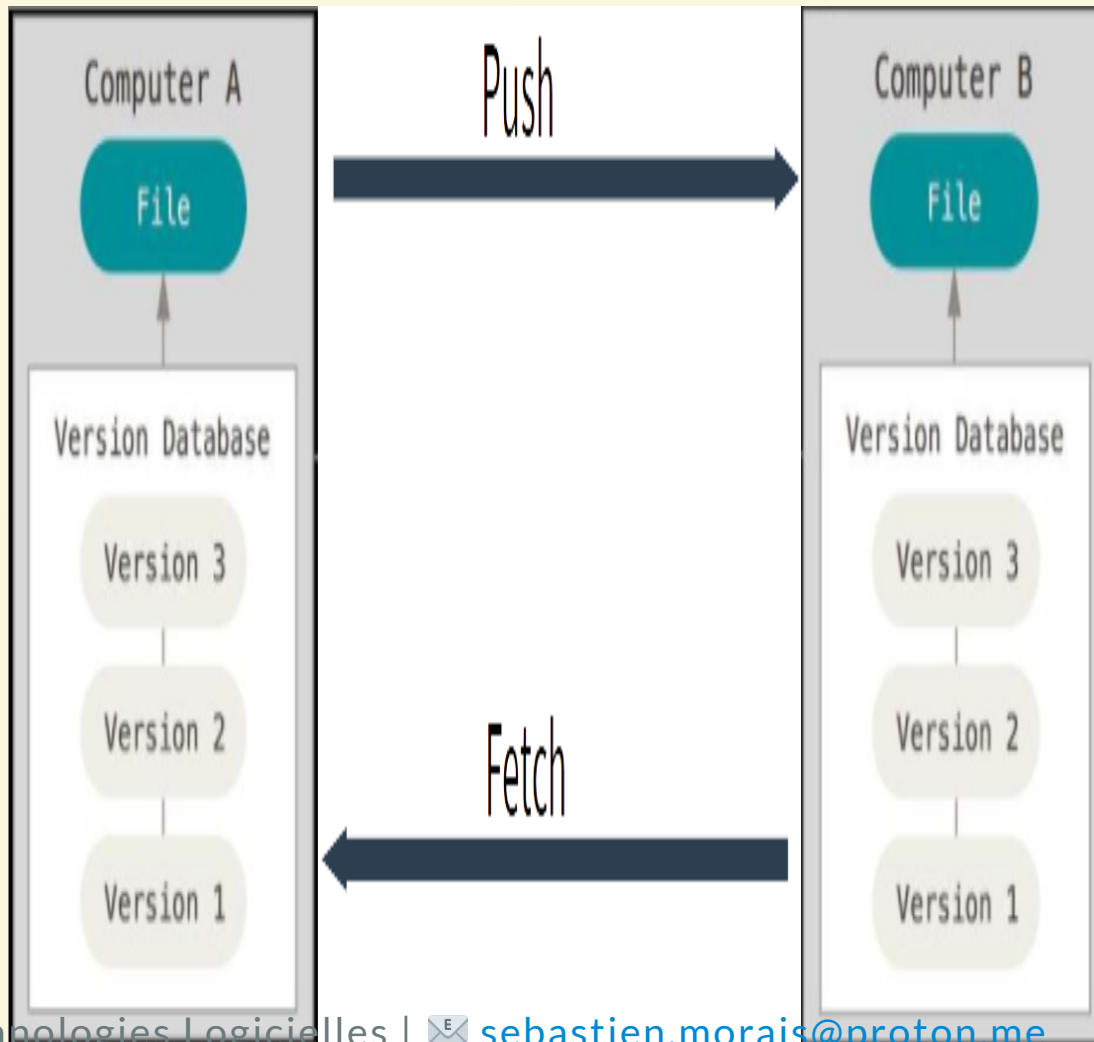 Computer A
File
Version Database
Version 3
Version 2
Version 1
Push
Fetch
Computer B
File
Version Database
Version 3
Version 2
Version 1
Logicielles | sebastien.morais@proton.me